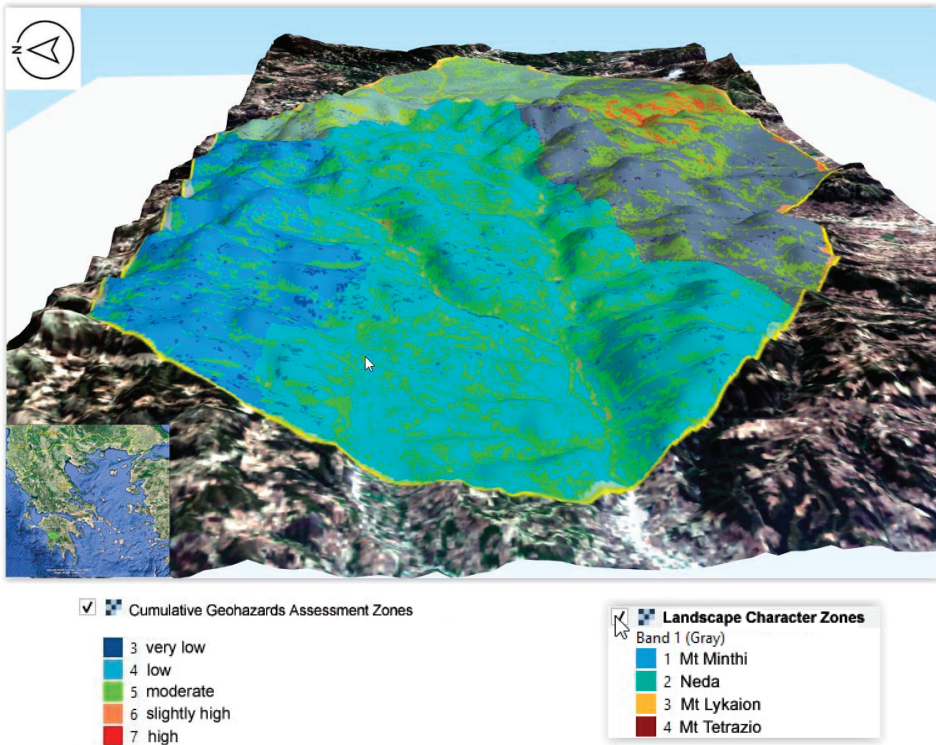 N
Cumulative Geohazards Assessment Zones
3 very low
4 low
5 moderate
6 slightly high
7 high
Landscape Character Zones
Band 1 (Gray)
1 Mt Minthi
2 Neda
3 Mt Lykaion
4 Mt Tetrazio